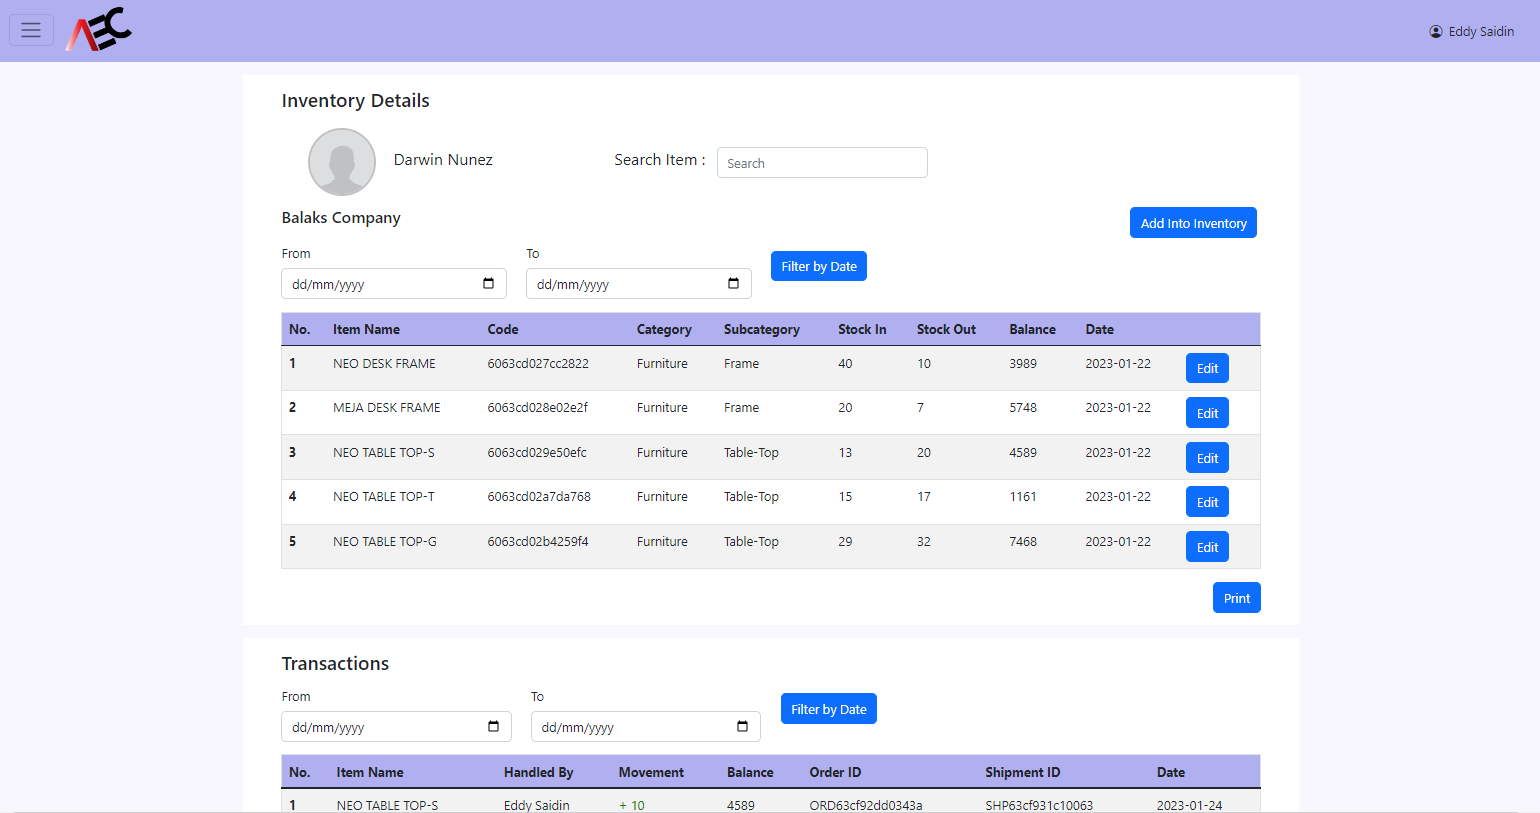 AEC
Eddy Saidin
Inventory Details
Darwin Nunez
Search Item :
Search
Balaks Company
Add Into Inventory
From
To
Filter by Date
dd/mm/yyyy
dd/mm/yyyy
No. Item Name Code Category Subcategory Stock In Stock Out Balance Date
1 NEO DESK FRAME 6063cd027cc2822 Furniture Frame 40 10 3989 2023-01-22 Edit
2 MEJA DESK FRAME 6063cd028e02e2f Furniture Frame 20 7 5748 2023-01-22 Edit
3 NEO TABLE TOP-S 6063cd029e50efc Furniture Table-Top 13 20 4589 2023-01-22 Edit
4 NEO TABLE TOP-T 6063cd02a7da768 Furniture Table-Top 15 17 1161 2023-01-22 Edit
5 NEO TABLE TOP-G 6063cd02b4259f4 Furniture Table-Top 29 32 7468 2023-01-22 Edit
Print
Transactions
From
To
Filter by Date
dd/mm/yyyy
dd/mm/yyyy
No. Item Name Handled By Movement Balance Order ID Shipment ID Date
1 NEO TABLE TOP-S Eddy Saidin + 10 4589 ORD63cf92dd0343a SHP63cf931c10063 2023-01-24